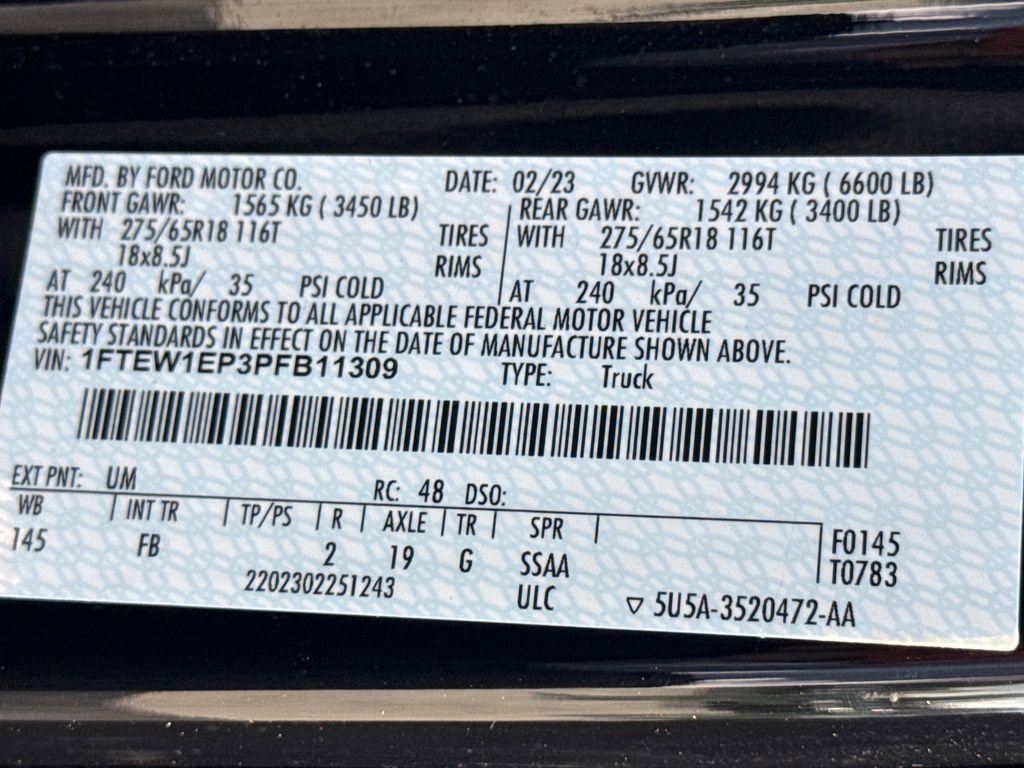 MFD. BY FORD MOTOR CO. DATE: 02/23 GVWR: 2994 KG ( 6600 LB)
FRONT GAWR: 1565 KG ( 3450 LB) REAR GAWR: 1542 KG ( 3400 LB)
WITH 275/65R18 116T TIRES WITH 275/65R18 116T TIRES
18x8.5J RIMS 18x8.5J RIMS
AT 240 kPa/ 35 PSI COLD AT 240 kPa/ 35 PSI COLD
THIS VEHICLE CONFORMS TO ALL APPLICABLE FEDERAL MOTOR VEHICLE
SAFETY STANDARDS IN EFFECT ON THE DATE OF MANUFACTURE SHOWN ABOVE.
VIN: 1FTEW1EP3PFB11309 TYPE: Truck
EXT PNT: UM RC: 48 DSO:
WB INT TR TP/PS R AXLE TR SPR F0145
145 FB 2 19 G SSAA T0783
2202302251243 ULC ▽ 5U5A-3520472-AA